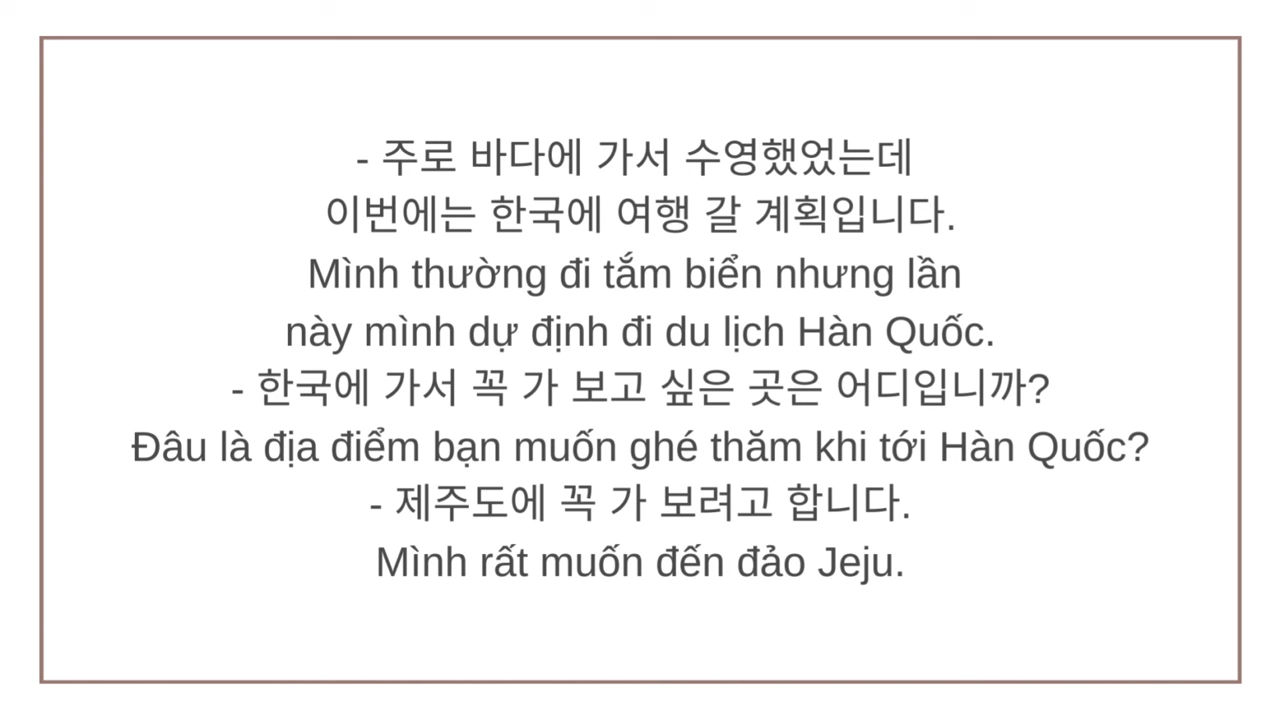 - 주로 바다에 가서 수영했었는데
이번에는 한국에 여행 갈 계획입니다.
Mình thường đi tắm biển nhưng lần
này mình dự định đi du lịch Hàn Quốc.
- 한국에 가서 꼭 가 보고 싶은 곳은 어디입니까?
Đâu là địa điểm bạn muốn ghé thăm khi tới Hàn Quốc?
- 제주도에 꼭 가 보려고 합니다.
Mình rất muốn đến đảo Jeju.